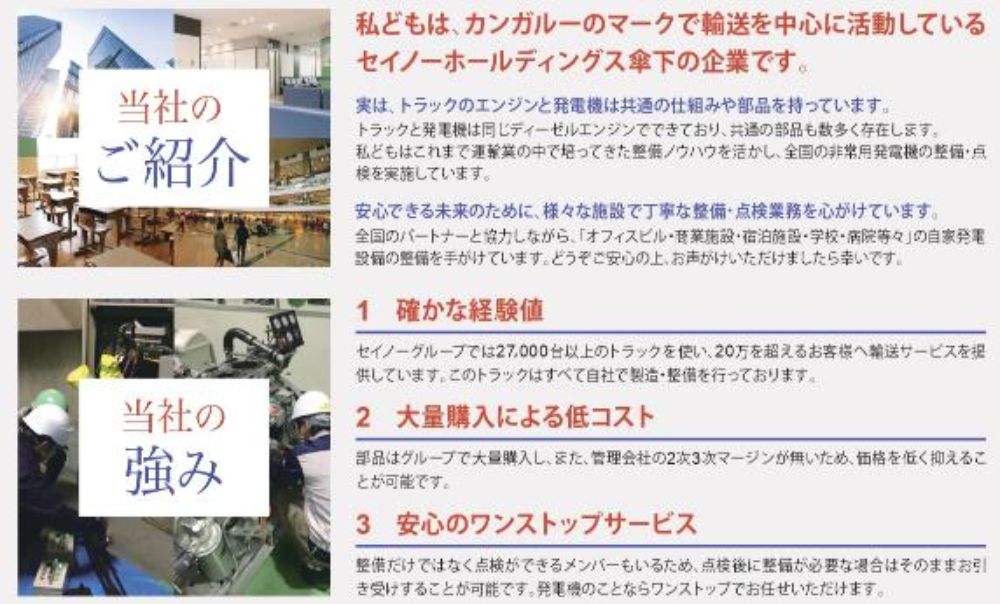 当社の
ご紹介
私どもは、カンガルーのマークで輸送を中心に活動している
セイノーホールディングス傘下の企業です。
実は、トラックのエンジンと発電機は共通の仕組みや部品を持っています。
トラックと発電機は同じディーゼルエンジンでできており、共通の部品も数多く存在します。
私どもはこれまで運輸業の中で培ってきた整備ノウハウを活かし、全国の非常用発電機の整備・点
検を実施しています。
安心できる未来のために、様々な施設で丁寧な整備・点検業務を心がけています。
全国のパートナーと協力しながら、「オフィスビル・商業施設・宿泊施設・学校・病院等々」の自家発電
設備の整備を手がけています。どうぞご安心の上、お声がけいただけましたら幸いです。
当社の
強み
1 確かな経験値
セイノーグループでは27,000台以上のトラックを使い、20万を超えるお客様へ輸送サービスを提
供しています。このトラックはすべて自社で製造・整備を行っております。
2 大量購入による低コスト
部品はグループで大量購入し、また、管理会社の2次3次マージンが無いため、価格を低く抑えるこ
とが可能です。
3 安心のワンストップサービス
整備だけではなく点検ができるメンバーもいるため、点検後に整備が必要な場合はそのままお引
き受けすることが可能です。発電機のことならワンストップでお任せいただけます。